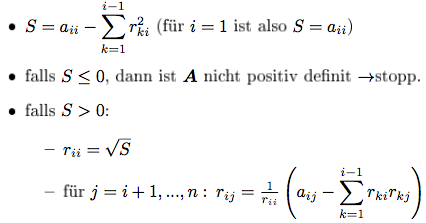 • S = a_{ii} − \sum_{k=1}^{i−1} r_{ki}^2 (für i = 1 ist also S = a_{ii})
• falls S ≤ 0, dann ist A nicht positiv definit →stopp.
• falls S > 0:
– r_{ii} = \sqrt{S}
– für j = i + 1, ..., n : r_{ij} = \frac{1}{r_{ii}} \left( a_{ij} − \sum_{k=1}^{i−1} r_{ki} r_{kj} \right)